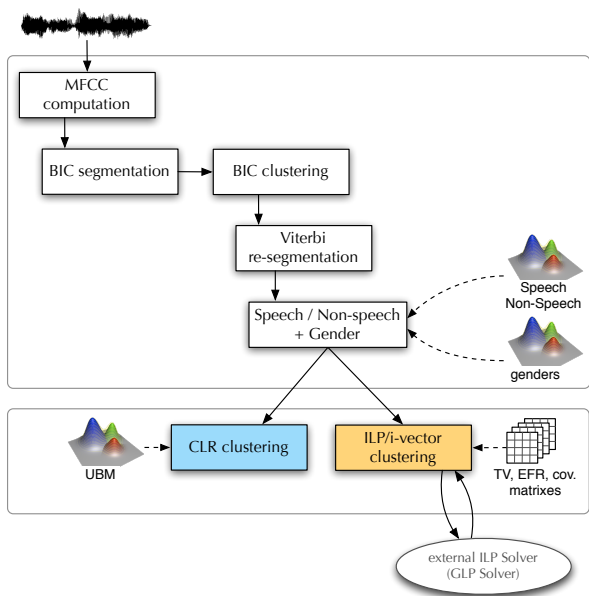 MFCC
computation
BIC segmentation
BIC clustering
Viterbi
re-segmentation
Speech / Non-speech
+ Gender
Speech
Non-Speech
genders
UBM
CLR clustering
ILP/i-vector
clustering
TV, EFR, cov.
matrixes
external ILP Solver
(GLP Solver)